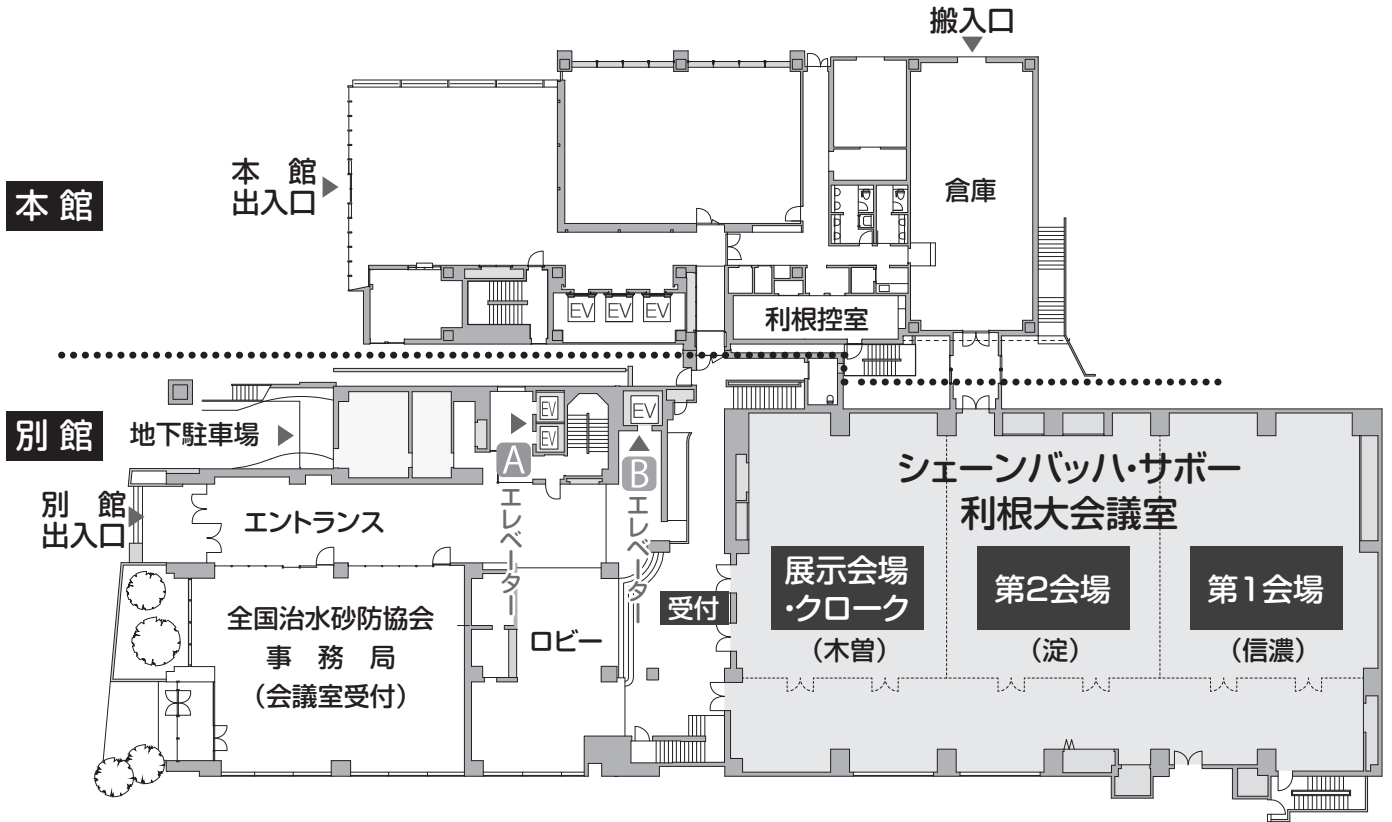 搬入口
本館
本 館
出入口
倉庫
EV
EV
EV
利根控室
別館
地下駐車場
EV
EV
EV
A
エレベーター
B
エレベーター
別 館
出入口
エントランス
シェーンバッハ・サボー
利根大会議室
展示会場
・クローク
(木曽)
第2会場
(淀)
第1会場
(信濃)
受付
全国治水砂防協会
事 務 局
(会議室受付)
ロビー